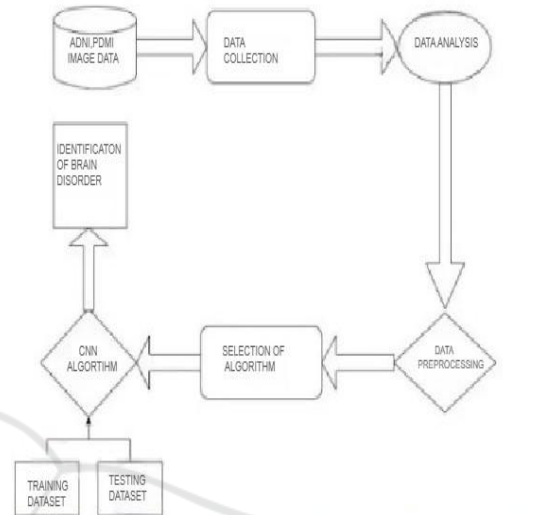 ADNI,PDMI
IMAGE DATA
DATA
COLLECTION
DATA ANALYSIS
IDENTIFICATON
OF BRAIN
DISORDER
CNN
ALGORTIHM
SELECTION OF
ALGORITHM
DATA
PREPROCESSING
TRAINING
DATASET
TESTING
DATASET